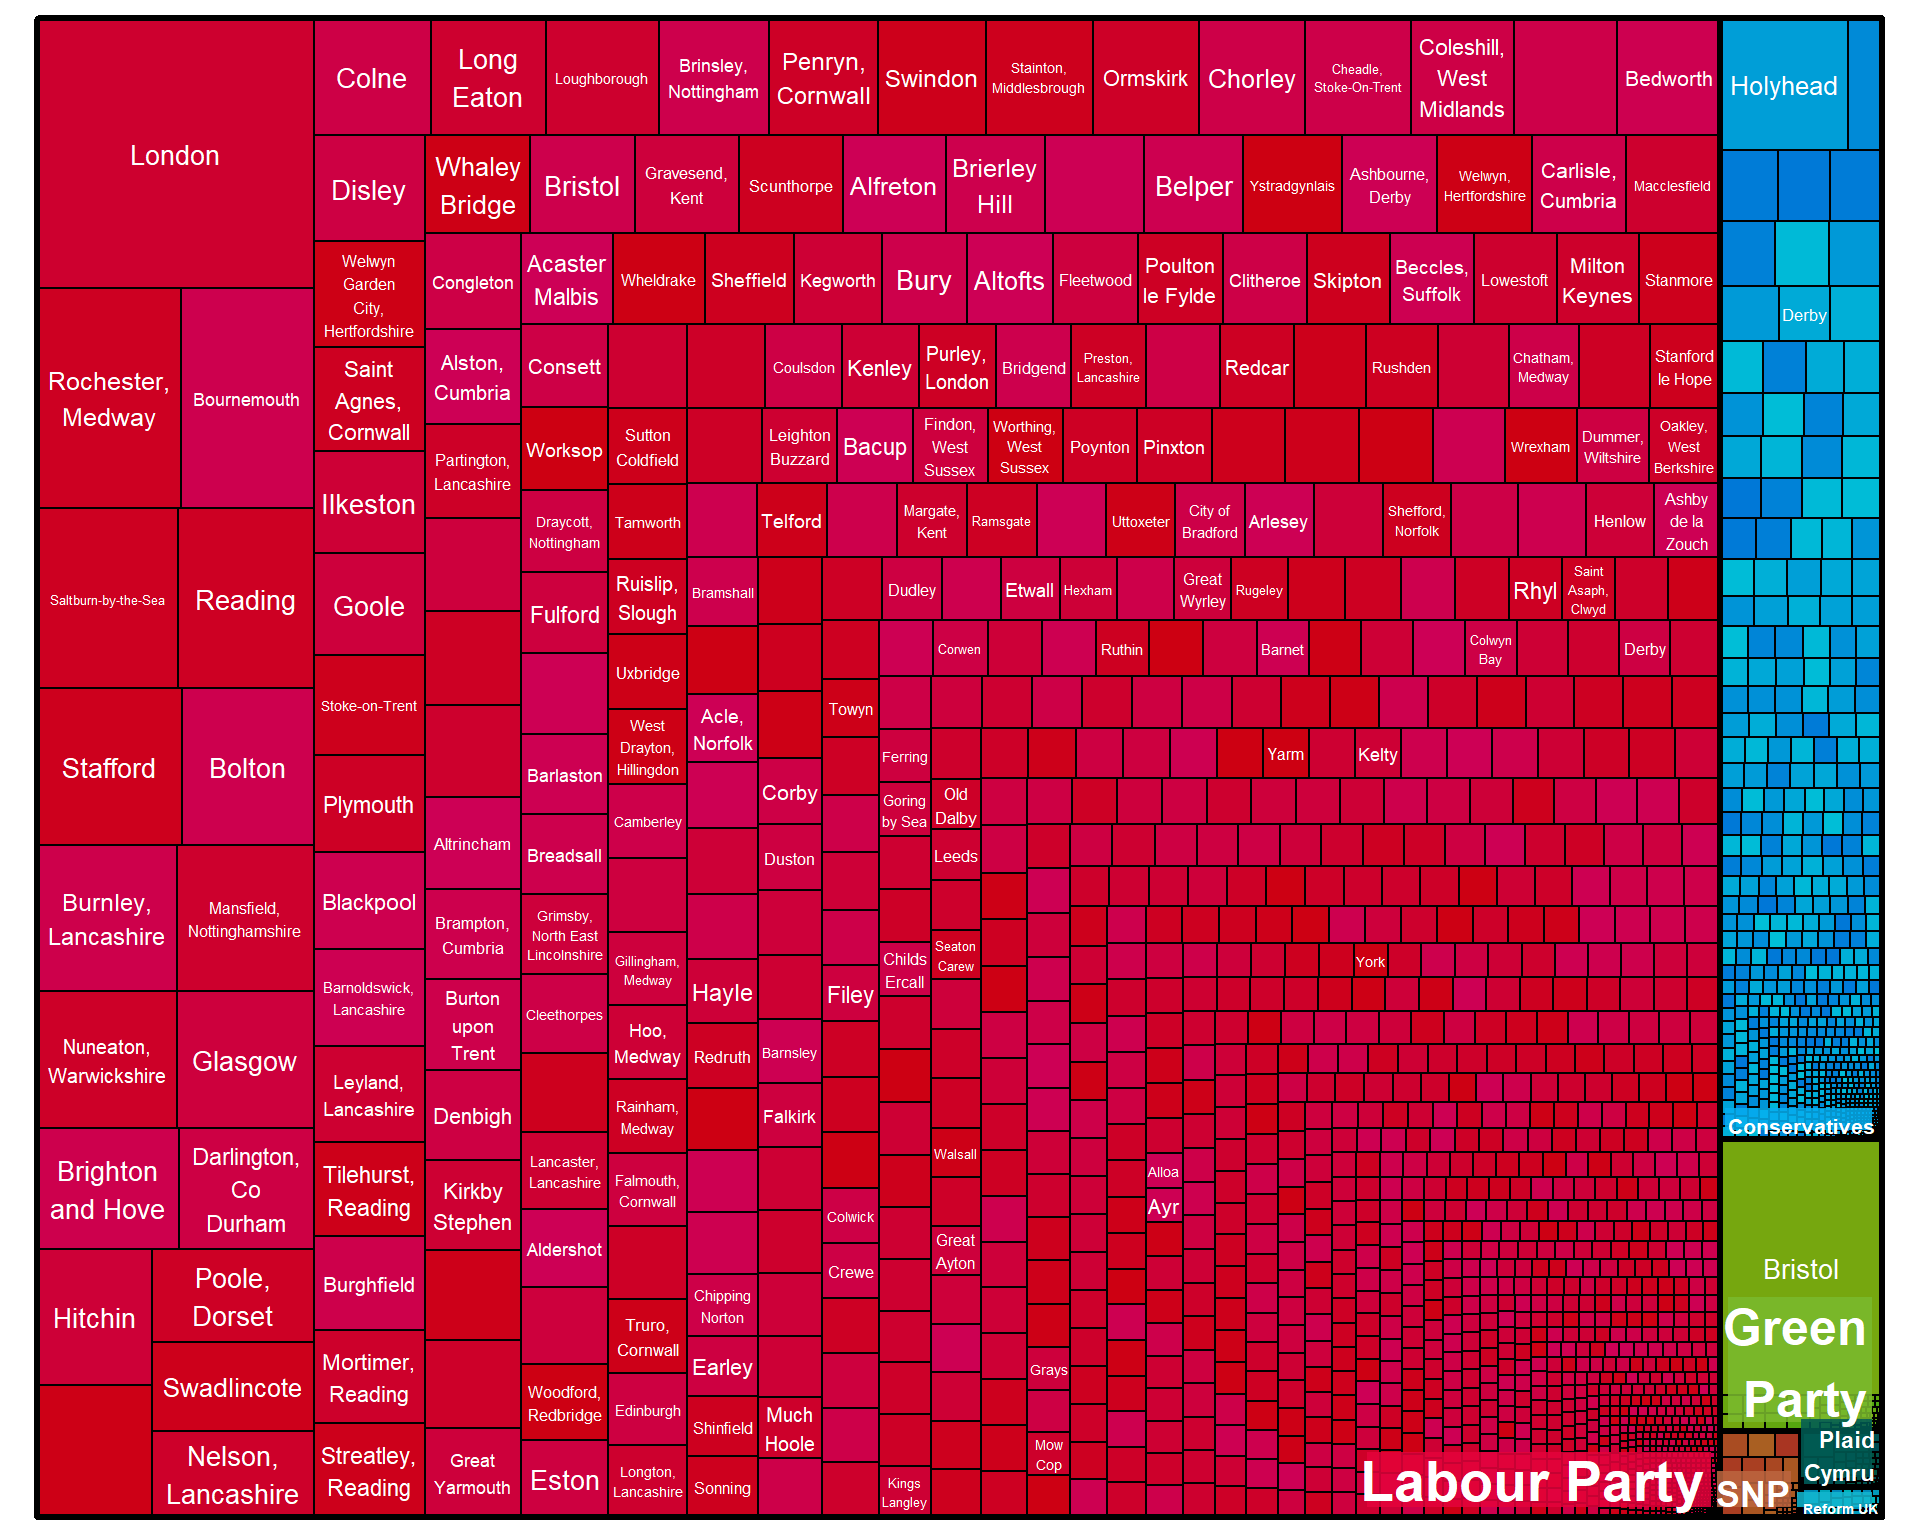 London
Colne
Long
Eaton
Loughborough
Brinsley,
Nottingham
Penryn,
Cornwall
Swindon
Stainton,
Middlesbrough
Ormskirk
Chorley
Cheadle,
Stoke-On-Trent
Coleshill,
West
Midlands
Bedworth
Holyhead
Disley
Whaley
Bridge
Bristol
Gravesend,
Kent
Scunthorpe
Alfreton
Brierley
Hill
Belper
Ystradgynlais
Ashbourne,
Derby
Welwyn,
Hertfordshire
Carlisle,
Cumbria
Macclesfield
Welwyn
Garden
City,
Hertfordshire
Congleton
Acaster
Malbis
Wheldrake
Sheffield
Kegworth
Bury
Altofts
Fleetwood
Poulton
le Fylde
Clitheroe
Skipton
Beccles,
Suffolk
Lowestoft
Milton
Keynes
Stanmore
Derby
Rochester,
Medway
Bournemouth
Saint
Agnes,
Cornwall
Alston,
Cumbria
Consett
Coulsdon
Kenley
Purley,
London
Bridgend
Preston,
Lancashire
Redcar
Rushden
Chatham,
Medway
Stanford
le Hope
Partington,
Lancashire
Worksop
Sutton
Coldfield
Leighton
Buzzard
Bacup
Findon,
West
Sussex
Worthing,
West
Sussex
Poynton
Pinxton
Wrexham
Dummer,
Wiltshire
Oakley,
West
Berkshire
Ilkeston
Draycott,
Nottingham
Tamworth
Telford
Margate,
Kent
Ramsgate
Uttoxeter
City of
Bradford
Arlesey
Shefford,
Norfolk
Henlow
Ashby
de la
Zouch
Saltburn-by-the-Sea
Reading
Goole
Fulford
Ruislip,
Slough
Bramshall
Dudley
Etwall
Hexham
Great
Wyrley
Rugeley
Rhyl
Saint
Asaph,
Clwyd
Uxbridge
Corwen
Ruthin
Barnet
Colwyn
Bay
Derby
Stoke-on-Trent
West
Drayton,
Hillingdon
Acle,
Norfolk
Towyn
Stafford
Bolton
Plymouth
Barlaston
Corby
Ferring
Yarm
Kelty
Camberley
Goring
by Sea
Old
Dalby
Altrincham
Breadsall
Duston
Leeds
Burnley,
Lancashire
Mansfield,
Nottinghamshire
Blackpool
Brampton,
Cumbria
Grimsby,
North East
Lincolnshire
Gillingham,
Medway
Childs
Ercall
Seaton
Carew
York
Barnoldswick,
Lancashire
Burton
upon
Trent
Cleethorpes
Hayle
Filey
Nuneaton,
Warwickshire
Glasgow
Hoo,
Medway
Redruth
Barnsley
Leyland,
Lancashire
Denbigh
Rainham,
Medway
Falkirk
Conservatives
Brighton
and Hove
Darlington,
Co
Durham
Tilehurst,
Reading
Kirkby
Stephen
Lancaster,
Lancashire
Falmouth,
Cornwall
Colwick
Walsall
Alloa
Ayr
Aldershot
Great
Ayton
Hitchin
Poole,
Dorset
Burghfield
Chipping
Norton
Crewe
Bristol
Green
Party
Truro,
Cornwall
Swadlincote
Mortimer,
Reading
Woodford,
Redbridge
Edinburgh
Earley
Grays
Shinfield
Much
Hoole
Nelson,
Lancashire
Streatley,
Reading
Great
Yarmouth
Eston
Longton,
Lancashire
Sonning
Kings
Langley
Mow
Cop
Labour Party
SNP
Plaid
Cymru
Reform UK